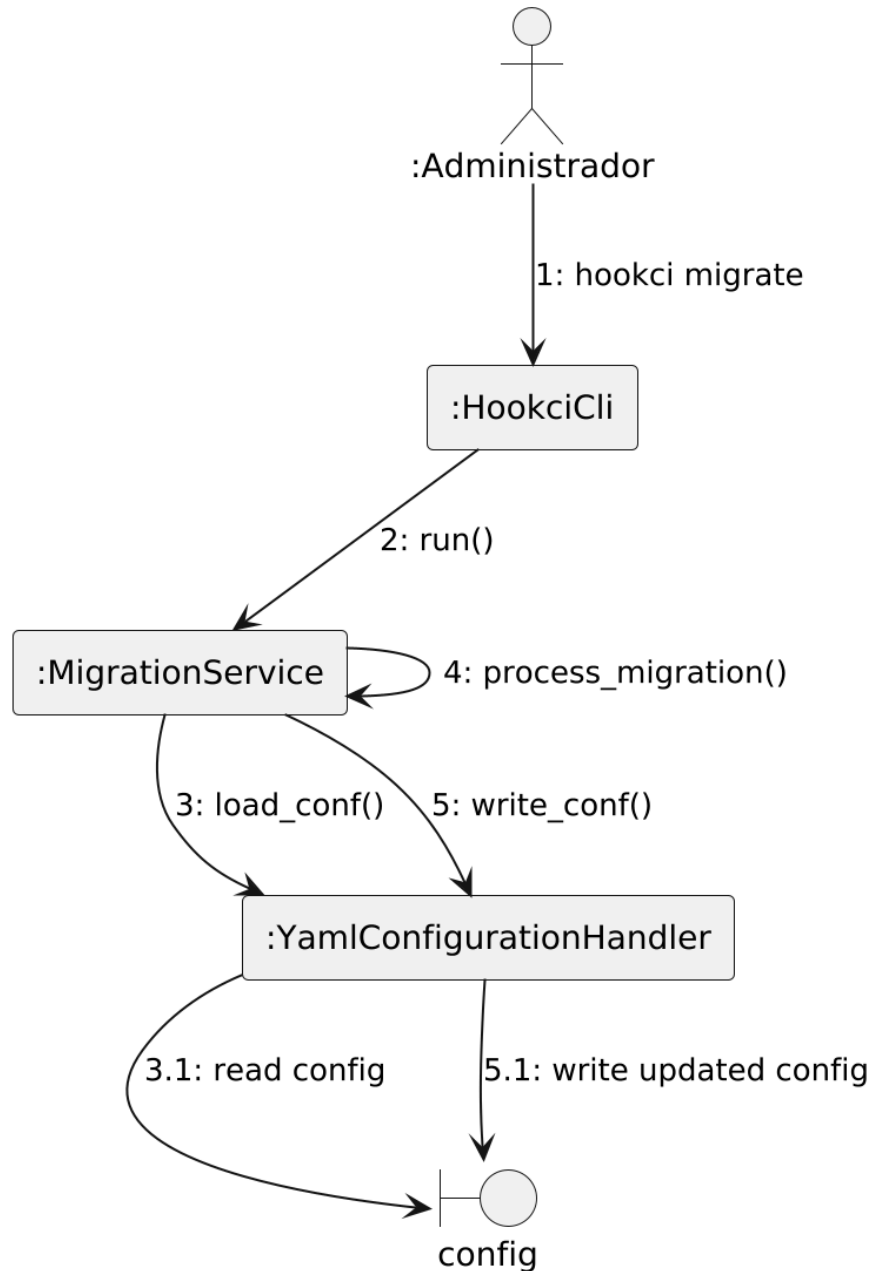 :Administrador
1: hookci migrate
:HookciCli
2: run()
:MigrationService
4: process_migration()
3: load_conf()
5: write_conf()
:YamlConfigurationHandler
3.1: read config
5.1: write updated config
config